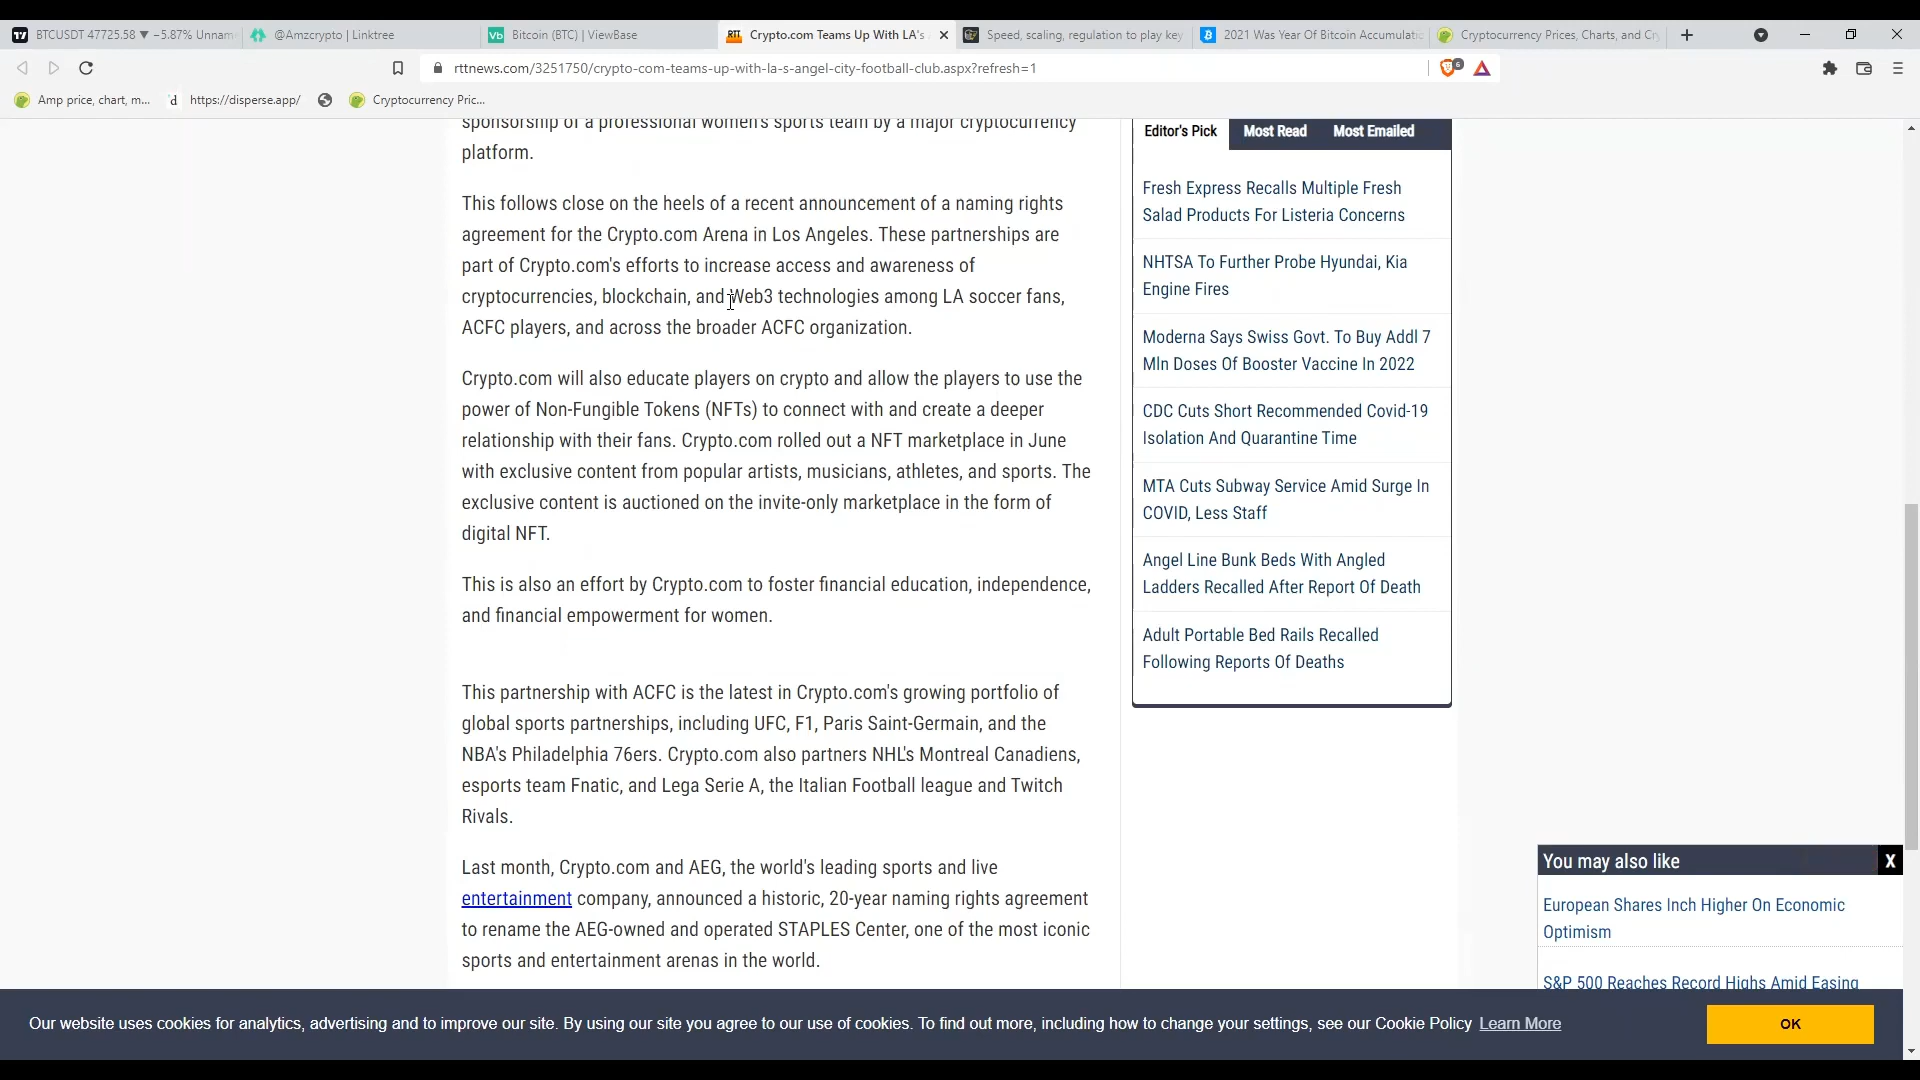 BTCUSDT 47725.58 ▼ −5.87% Unnam
@Amzcrypto | Linktree
Bitcoin (BTC) | ViewBase
Crypto.com Teams Up With LA's
Speed, scaling, regulation to play key
2021 Was Year Of Bitcoin Accumulatio
Cryptocurrency Prices, Charts, and Cr
rttnews.com/3251750/crypto-com-teams-up-with-la-s-angel-city-football-club.aspx?refresh=1
6
Amp price, chart, m...
https://disperse.app/
Cryptocurrency Pric...
sponsorship of a professional women's sports team by a major cryptocurrency
platform.
This follows close on the heels of a recent announcement of a naming rights
agreement for the Crypto.com Arena in Los Angeles. These partnerships are
part of Crypto.com's efforts to increase access and awareness of
cryptocurrencies, blockchain, and Web3 technologies among LA soccer fans,
ACFC players, and across the broader ACFC organization.
Crypto.com will also educate players on crypto and allow the players to use the
power of Non-Fungible Tokens (NFTs) to connect with and create a deeper
relationship with their fans. Crypto.com rolled out a NFT marketplace in June
with exclusive content from popular artists, musicians, athletes, and sports. The
exclusive content is auctioned on the invite-only marketplace in the form of
digital NFT.
This is also an effort by Crypto.com to foster financial education, independence,
and financial empowerment for women.
This partnership with ACFC is the latest in Crypto.com's growing portfolio of
global sports partnerships, including UFC, F1, Paris Saint-Germain, and the
NBA's Philadelphia 76ers. Crypto.com also partners NHL's Montreal Canadiens,
esports team Fnatic, and Lega Serie A, the Italian Football league and Twitch
Rivals.
Last month, Crypto.com and AEG, the world's leading sports and live
entertainment company, announced a historic, 20-year naming rights agreement
to rename the AEG-owned and operated STAPLES Center, one of the most iconic
sports and entertainment arenas in the world.
Editor's Pick
Most Read
Most Emailed
Fresh Express Recalls Multiple Fresh
Salad Products For Listeria Concerns
NHTSA To Further Probe Hyundai, Kia
Engine Fires
Moderna Says Swiss Govt. To Buy Addl 7
Mln Doses Of Booster Vaccine In 2022
CDC Cuts Short Recommended Covid-19
Isolation And Quarantine Time
MTA Cuts Subway Service Amid Surge In
COVID, Less Staff
Angel Line Bunk Beds With Angled
Ladders Recalled After Report Of Death
Adult Portable Bed Rails Recalled
Following Reports Of Deaths
You may also like
X
European Shares Inch Higher On Economic
Optimism
S&P 500 Reaches Record Highs Amid Easing
Our website uses cookies for analytics, advertising and to improve our site. By using our site you agree to our use of cookies. To find out more, including how to change your settings, see our Cookie Policy Learn More
OK